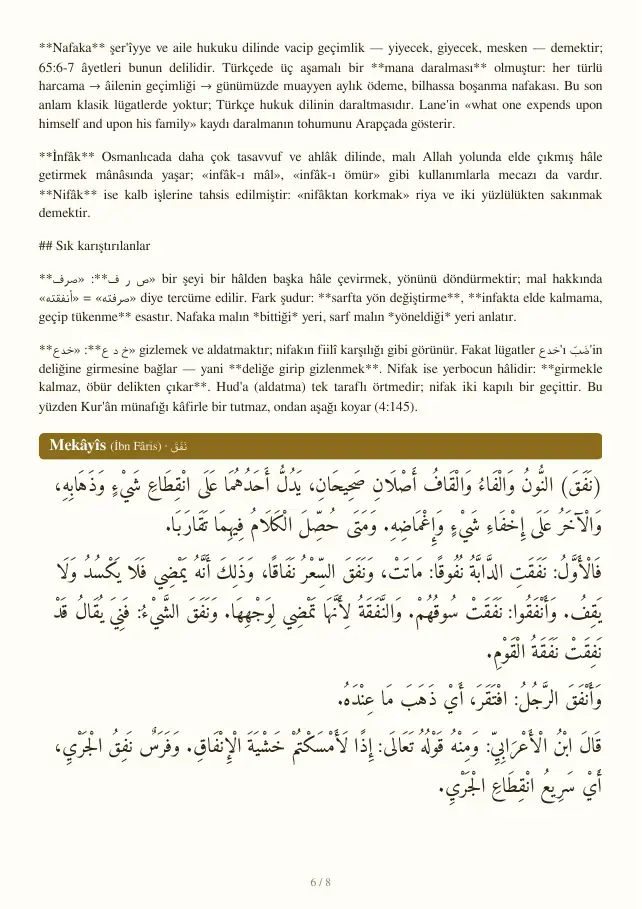 **Nafaka** şer'îyye ve aile hukuku dilinde vacip geçimlik — yiyecek, giyecek, mesken — demektir;
65:6-7 âyetleri bunun delilidir. Türkçede üç aşamalı bir **mana daralması** olmuştur: her türlü
harcama → âilenin geçimliği → günümüzde muayyen aylık ödeme, bilhassa boşanma nafakası. Bu son
anlam klasik lügatlerde yoktur; Türkçe hukuk dilinin daraltmasıdır. Lane'in «what one expends upon
himself and upon his family» kaydı daralmanın tohumunu Arapçada gösterir.
**İnfâk** Osmanlıcada daha çok tasavvuf ve ahlâk dilinde, malı Allah yolunda elde çıkmış hâle
getirmek mânâsında yaşar; «infâk-ı mâl», «infâk-ı ömür» gibi kullanımlarla mecazı da vardır.
**Nifâk** ise kalb işlerine tahsis edilmiştir: «nifâktan korkmak» riya ve iki yüzlülükten sakınmak
demektir.
## Sık karıştırılanlar
**ص ر ف**: «صرف» bir şeyi bir hâlden başka hâle çevirmek, yönünü döndürmektir; mal hakkında
«صرفته» = «أنفقته» diye tercüme edilir. Fark şudur: **sarfta yön değiştirme**, **infakta elde kalmama,
geçip tükenme** esastır. Nafaka malın *bittiği* yeri, sarf malın *yöneldiği* yeri anlatır.
**خ د ع**: «خدع» gizlemek ve aldatmaktır; nifakın fiilî karşılığı gibi görünür. Fakat lügatler خدع'ı ضَبّ'in
deliğine girmesine bağlar — yani **deliğe girip gizlenmek**. Nifak ise yerbocun hâlidir: **girmekle
kalmaz, öbür delikten çıkar**. Hud'a (aldatma) tek taraflı örtmedir; nifak iki kapılı bir geçittir. Bu
yüzden Kur'ân münafığı kâfirle bir tutmaz, ondan aşağı koyar (4:145).
Mekâyîs (İbn Fâris) · نَفَقَ
(نَفَقَ) النُّونُ وَالْفَاءُ وَالْقَافُ أَصْلَانِ صَحِيحَانِ، يَدُلُّ أَحَدُهُمَا عَلَى انْقِطَاعِ شَيْءٍ وَذَهَابِهِ،
وَالْآخَرُ عَلَى إِخْفَاءِ شَيْءٍ وَإِغْمَاضِهِ. وَمَتَى حُصِّلَ الْكَلَامُ فِيهِمَا تَقَارَبَا.
فَالْأَوَّلُ: نَفَقَتِ الدَّابَّةُ نُفُوقًا: مَاتَتْ، وَنَفَقَ السِّعْرُ نَفَاقًا، وَذَلِكَ أَنَّهُ يَمْضِي فَلَا يَكْسُدُ وَلَا
يَقِفُ. وَأَنْفَقُوا: نَفَقَتْ سُوقُهُمْ. وَالنَّفَقَةُ لِأَنَّهَا تَمْضِي لِوَجْهِهَا. وَنَفَقَ الشَّيْءُ: فَنِيَ يُقَالُ قَدْ
نَفِقَتْ نَفَقَةُ الْقَوْمِ.
وَأَنْفَقَ الرَّجُلُ: افْتَقَرَ، أَيْ ذَهَبَ مَا عِنْدَهُ.
قَالَ ابْنُ الْأَعْرَابِيِّ: وَمِنْهُ قَوْلُهُ تَعَالَى: إِذًا لَأَمْسَكْتُمْ خَشْيَةَ الْإِنْفَاقِ. وَفَرَسٌ نَفِقُ الْجَرْيِ،
أَيْ سَرِيعُ انْقِطَاعِ الْجَرْيِ.
6 / 8